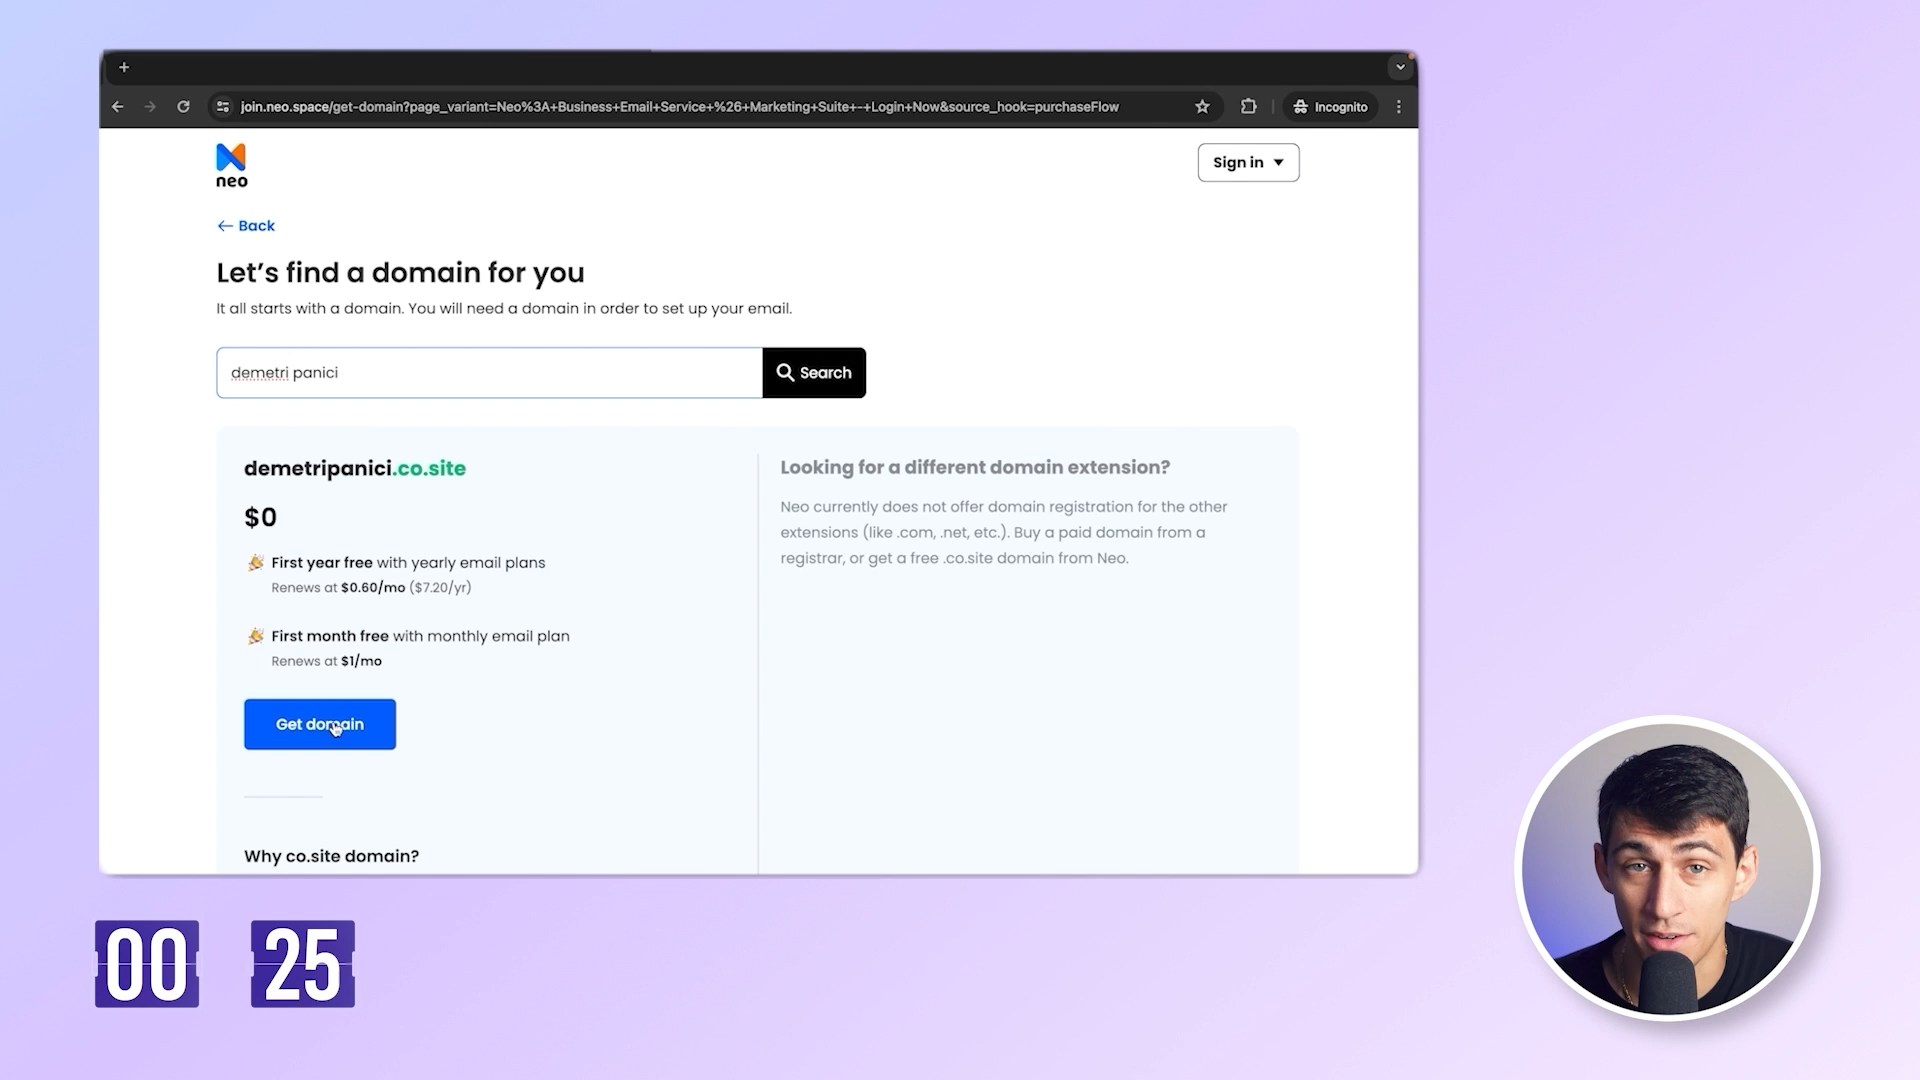 join.neo.space/get-domain?page_variant=Neo%3A+Business+Email+Service+%26+Marketing+Suite+-+Login+Now&source_hook=purchaseFlow
Incognito
neo
Sign in
Back
Let’s find a domain for you
It all starts with a domain. You will need a domain in order to set up your email.
demetri panici
Search
demetripanici.co.site
$0
First year free with yearly email plans
Renews at $0.60/mo ($7.20/yr)
First month free with monthly email plan
Renews at $1/mo
Get domain
Why co.site domain?
Looking for a different domain extension?
Neo currently does not offer domain registration for the other
extensions (like .com, .net, etc.). Buy a paid domain from a
registrar, or get a free .co.site domain from Neo.
00 25